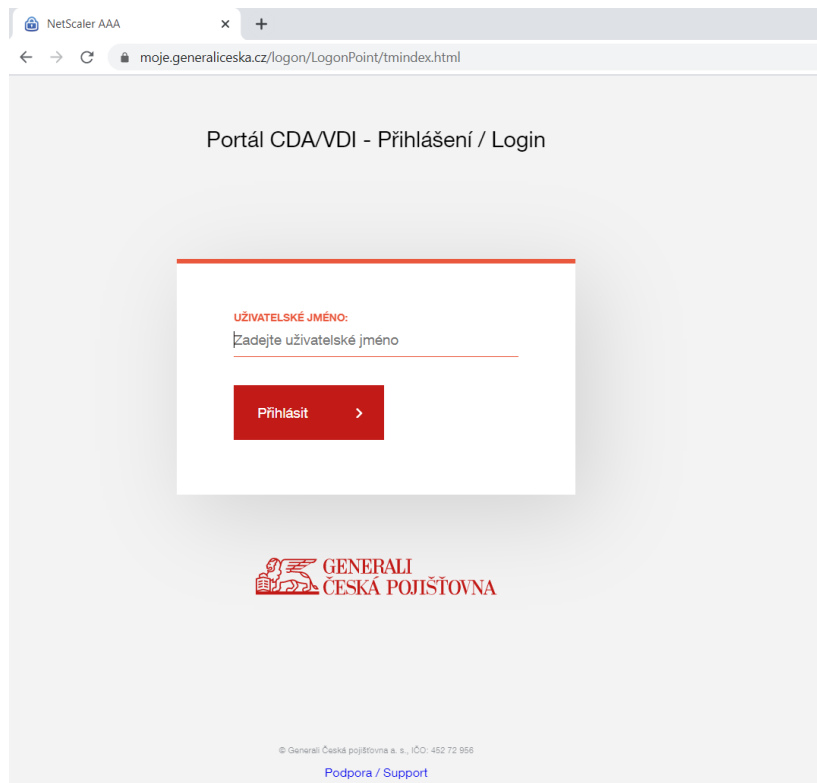 NetScaler AAA
moje.generaliceska.cz/logon/LogonPoint/tmindex.html
Portál CDA/VDI - Přihlášení / Login
UŽIVATELSKÉ JMÉNO:
Zadejte uživatelské jméno
Přihlásit
GENERALI
ČESKÁ POJIŠŤOVNA
© Generali Česká pojišťovna a. s., IČO: 452 72 956
Podpora / Support